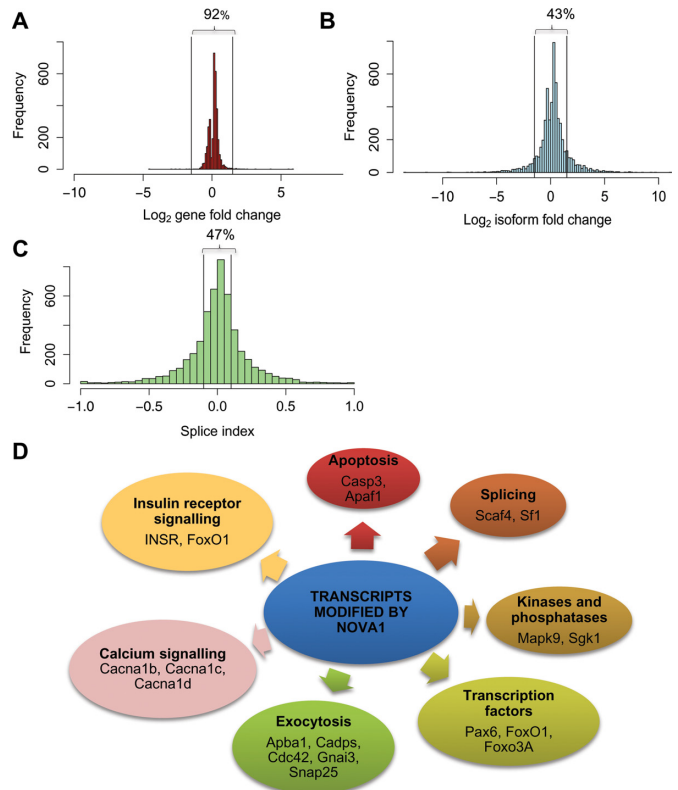 A
92%
Frequency
600
200
0
−10
−5
0
5
Log2 gene fold change
B
43%
Frequency
600
200
0
−10
−5
0
5
10
Log2 isoform fold change
C
47%
Frequency
600
200
0
−1.0
−0.5
0.0
0.5
1.0
Splice index
D
Apoptosis
Casp3,
Apaf1
Splicing
Scaf4, Sf1
Insulin receptor
signalling
INSR, FoxO1
TRANSCRIPTS
MODIFIED BY
NOVA1
Kinases and
phosphatases
Mapk9, Sgk1
Calcium signalling
Cacna1b, Cacna1c,
Cacna1d
Transcription
factors
Pax6, FoxO1,
Foxo3A
Exocytosis
Apba1, Cadps,
Cdc42, Gnai3,
Snap25